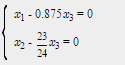 x₁ - 0.875x₃ = 0
x₂ - 23/24 x₃ = 0